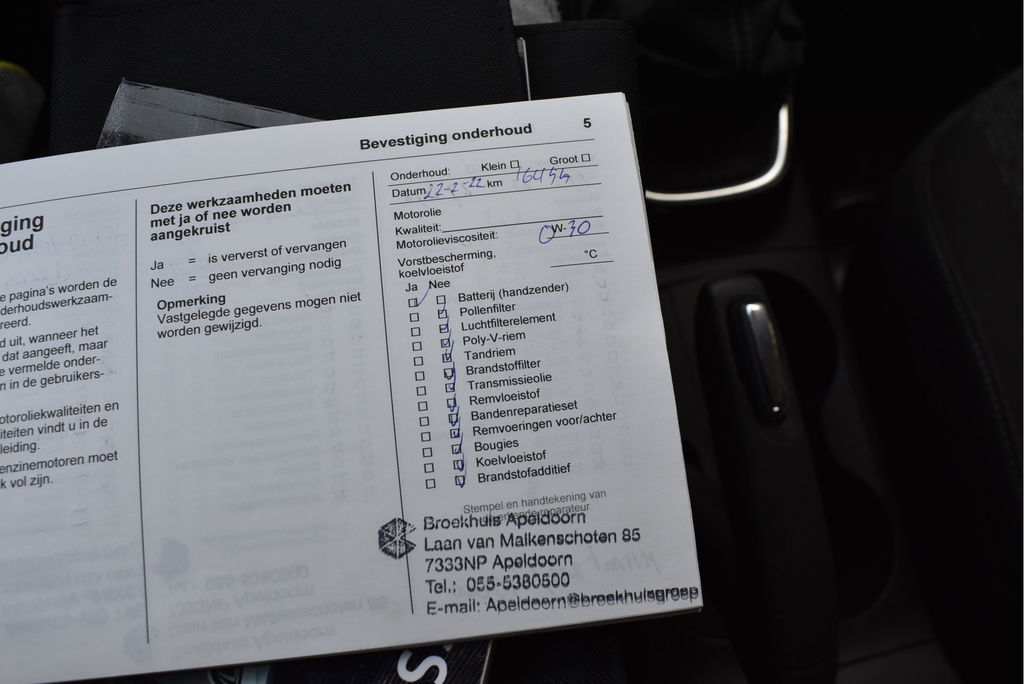 Bevestiging onderhoud 5
ging
oud
e pagina's worden de
derhoudswerkzaam-
reerd.
d uit, wanneer het
dat aangeeft, maar
e vermelde onder-
n in de gebruikers-
otoroliekwaliteiten en
iteiten vindt u in de
leiding.
enzinemotoren moet
k vol zijn.
Deze werkzaamheden moeten
met ja of nee worden
aangekruist
Ja = is ververst of vervangen
Nee = geen vervanging nodig
Opmerking
Vastgelegde gegevens mogen niet
worden gewijzigd.
Onderhoud: Klein ☐ Groot ☐
Datum 22-2-22 km 16454
Motorolie
Kwaliteit:
Motorolieviscositeit: 0W-30
Vorstbescherming,
koelvloeistof °C
Ja Nee
Batterij (handzender)
Pollenfilter
Luchtfilterelement
Poly-V-riem
Tandriem
Brandstoffilter
Transmissieolie
Remvloeistof
Bandenreparatieset
Remvoeringen voor/achter
Bougies
Koelvloeistof
Brandstofadditief
Stempel en handtekening van
Broekhuis Apeldoorn
Laan van Malkenschoten 85
7333NP Apeldoorn
Tel.: 055-5380500
E-mail: Apeldoorn@broekhuisgroep
S